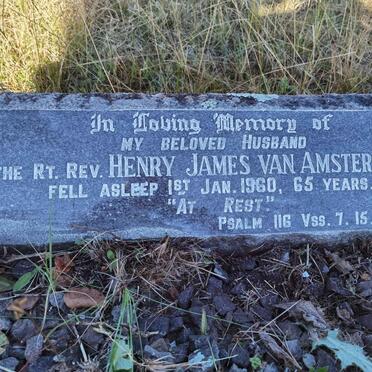 In Loving Memory of
MY BELOVED HUSBAND
THE RT. REV. HENRY JAMES VAN AMSTER
FELL ASLEEP 1ST JAN. 1960, 65 YEARS.
"AT REST"
PSALM 116 VSS. 7. 15.